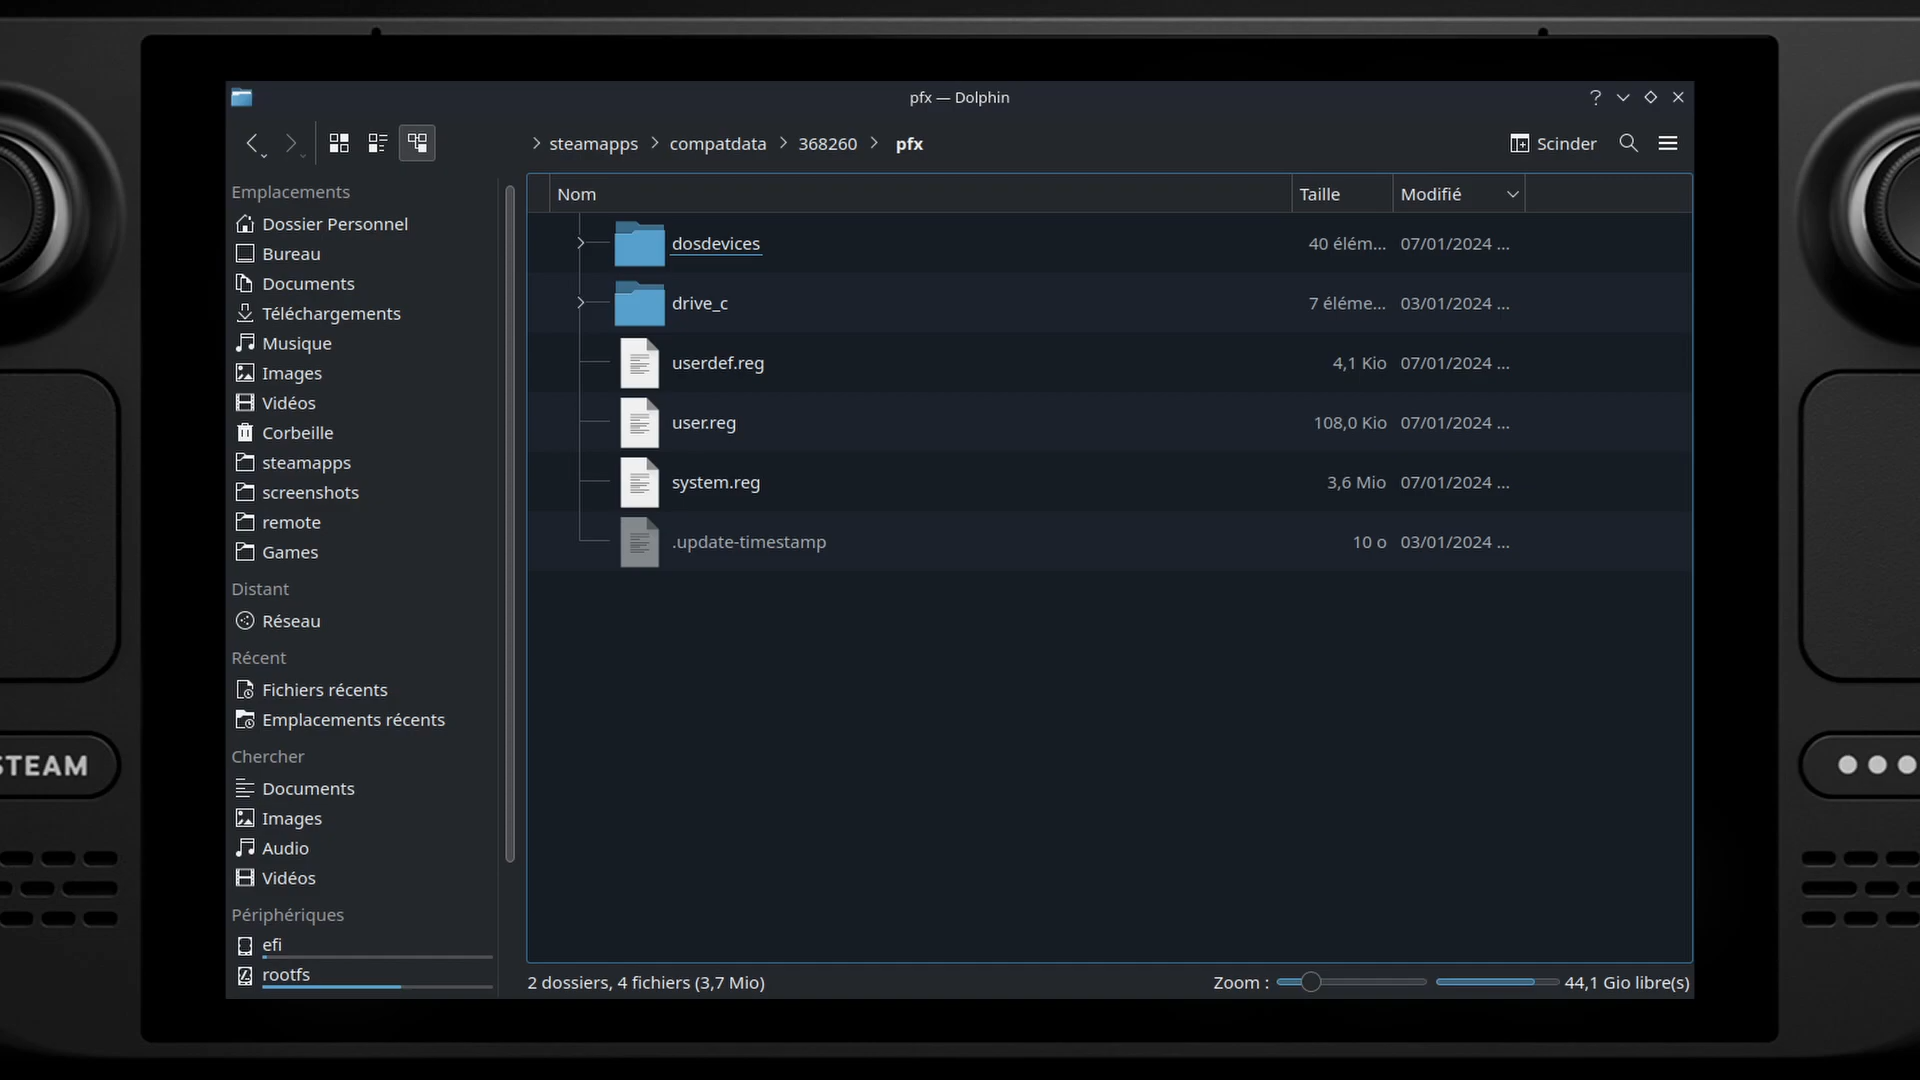 pfx — Dolphin
steamapps > compatdata > 368260 > pfx
Scinder
Emplacements
Dossier Personnel
Bureau
Documents
Téléchargements
Musique
Images
Vidéos
Corbeille
steamapps
screenshots
remote
Games
Distant
Réseau
Récent
Fichiers récents
Emplacements récents
Chercher
Documents
Images
Audio
Vidéos
Périphériques
efi
rootfs
Nom Taille Modifié
dosdevices 40 élém... 07/01/2024 ...
drive_c 7 éléme... 03/01/2024 ...
userdef.reg 4,1 Kio 07/01/2024 ...
user.reg 108,0 Kio 07/01/2024 ...
system.reg 3,6 Mio 07/01/2024 ...
.update-timestamp 10 o 03/01/2024 ...
2 dossiers, 4 fichiers (3,7 Mio)
Zoom :
44,1 Gio libre(s)
STEAM